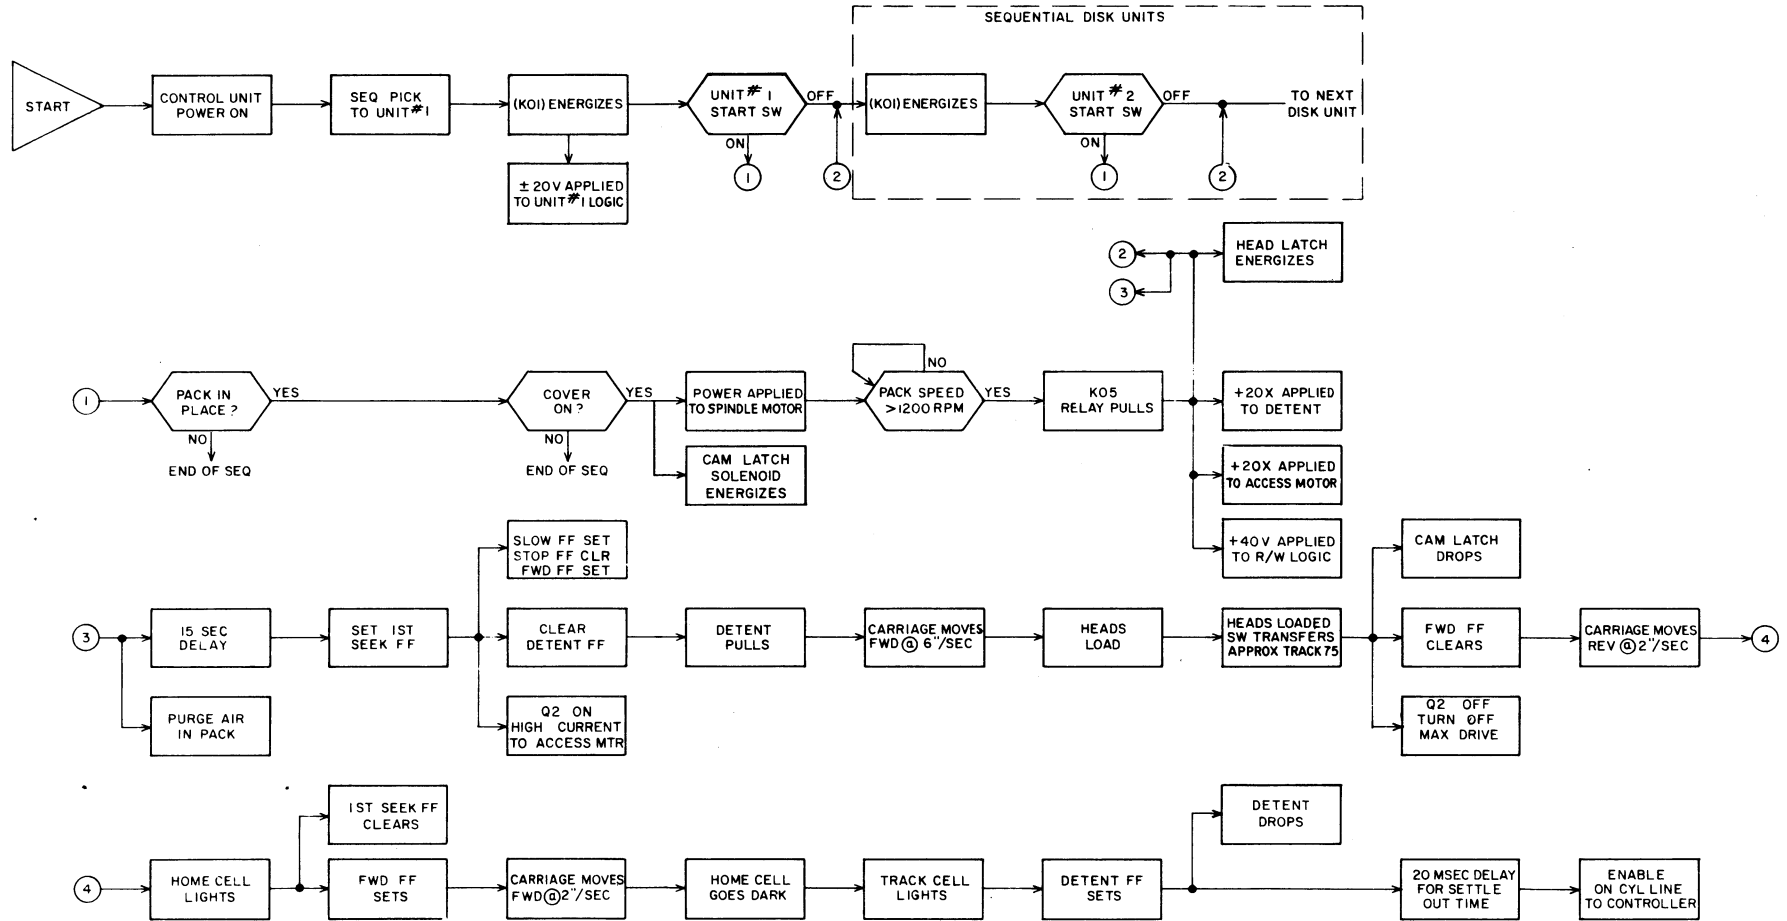 SEQUENTIAL DISK UNITS
START
CONTROL UNIT
POWER ON
SEQ PICK
TO UNIT #1
(K01) ENERGIZES
± 20V APPLIED
TO UNIT #1 LOGIC
UNIT # 1
START SW
OFF
ON
1
2
(K01) ENERGIZES
UNIT # 2
START SW
OFF
ON
1
2
TO NEXT
DISK UNIT
2
3
HEAD LATCH
ENERGIZES
1
PACK IN
PLACE ?
YES
NO
END OF SEQ
COVER
ON ?
YES
NO
END OF SEQ
POWER APPLIED
TO SPINDLE MOTOR
CAM LATCH
SOLENOID
ENERGIZES
NO
PACK SPEED
>1200 RPM
YES
K05
RELAY PULLS
+20X APPLIED
TO DETENT
+20X APPLIED
TO ACCESS MOTOR
+40V APPLIED
TO R/W LOGIC
3
15 SEC
DELAY
PURGE AIR
IN PACK
SET 1ST
SEEK FF
SLOW FF SET
STOP FF CLR
FWD FF SET
CLEAR
DETENT FF
Q2 ON
HIGH CURRENT
TO ACCESS MTR
DETENT
PULLS
CARRIAGE MOVES
FWD @ 6"/SEC
HEADS
LOAD
HEADS LOADED
SW TRANSFERS
APPROX TRACK 75
CAM LATCH
DROPS
FWD FF
CLEARS
Q2 OFF
TURN OFF
MAX DRIVE
CARRIAGE MOVES
REV @ 2"/SEC
4
4
HOME CELL
LIGHTS
1ST SEEK FF
CLEARS
FWD FF
SETS
CARRIAGE MOVES
FWD @ 2"/SEC
HOME CELL
GOES DARK
TRACK CELL
LIGHTS
DETENT FF
SETS
DETENT
DROPS
20 MSEC DELAY
FOR SETTLE
OUT TIME
ENABLE
ON CYL LINE
TO CONTROLLER